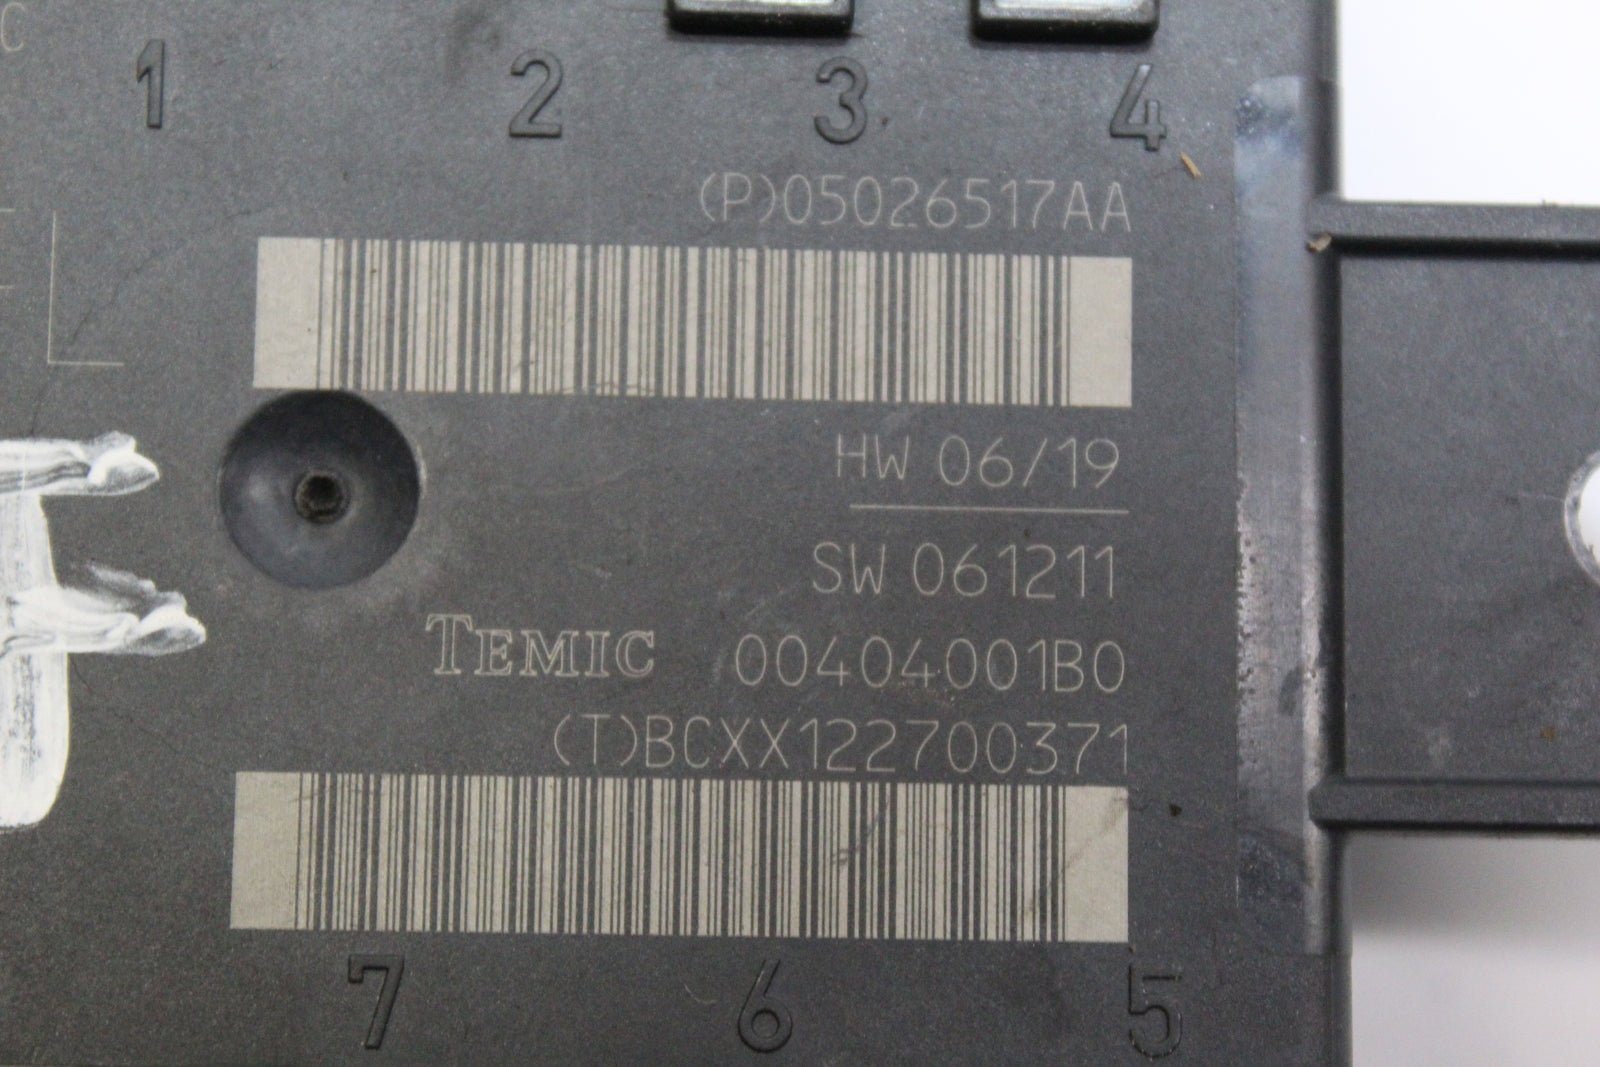 C
1 2 3 4
(P)05026517AA
HW 06/19
SW 061211
TEMIC 00404001B0
(T)BCXX122700371
7 6 5